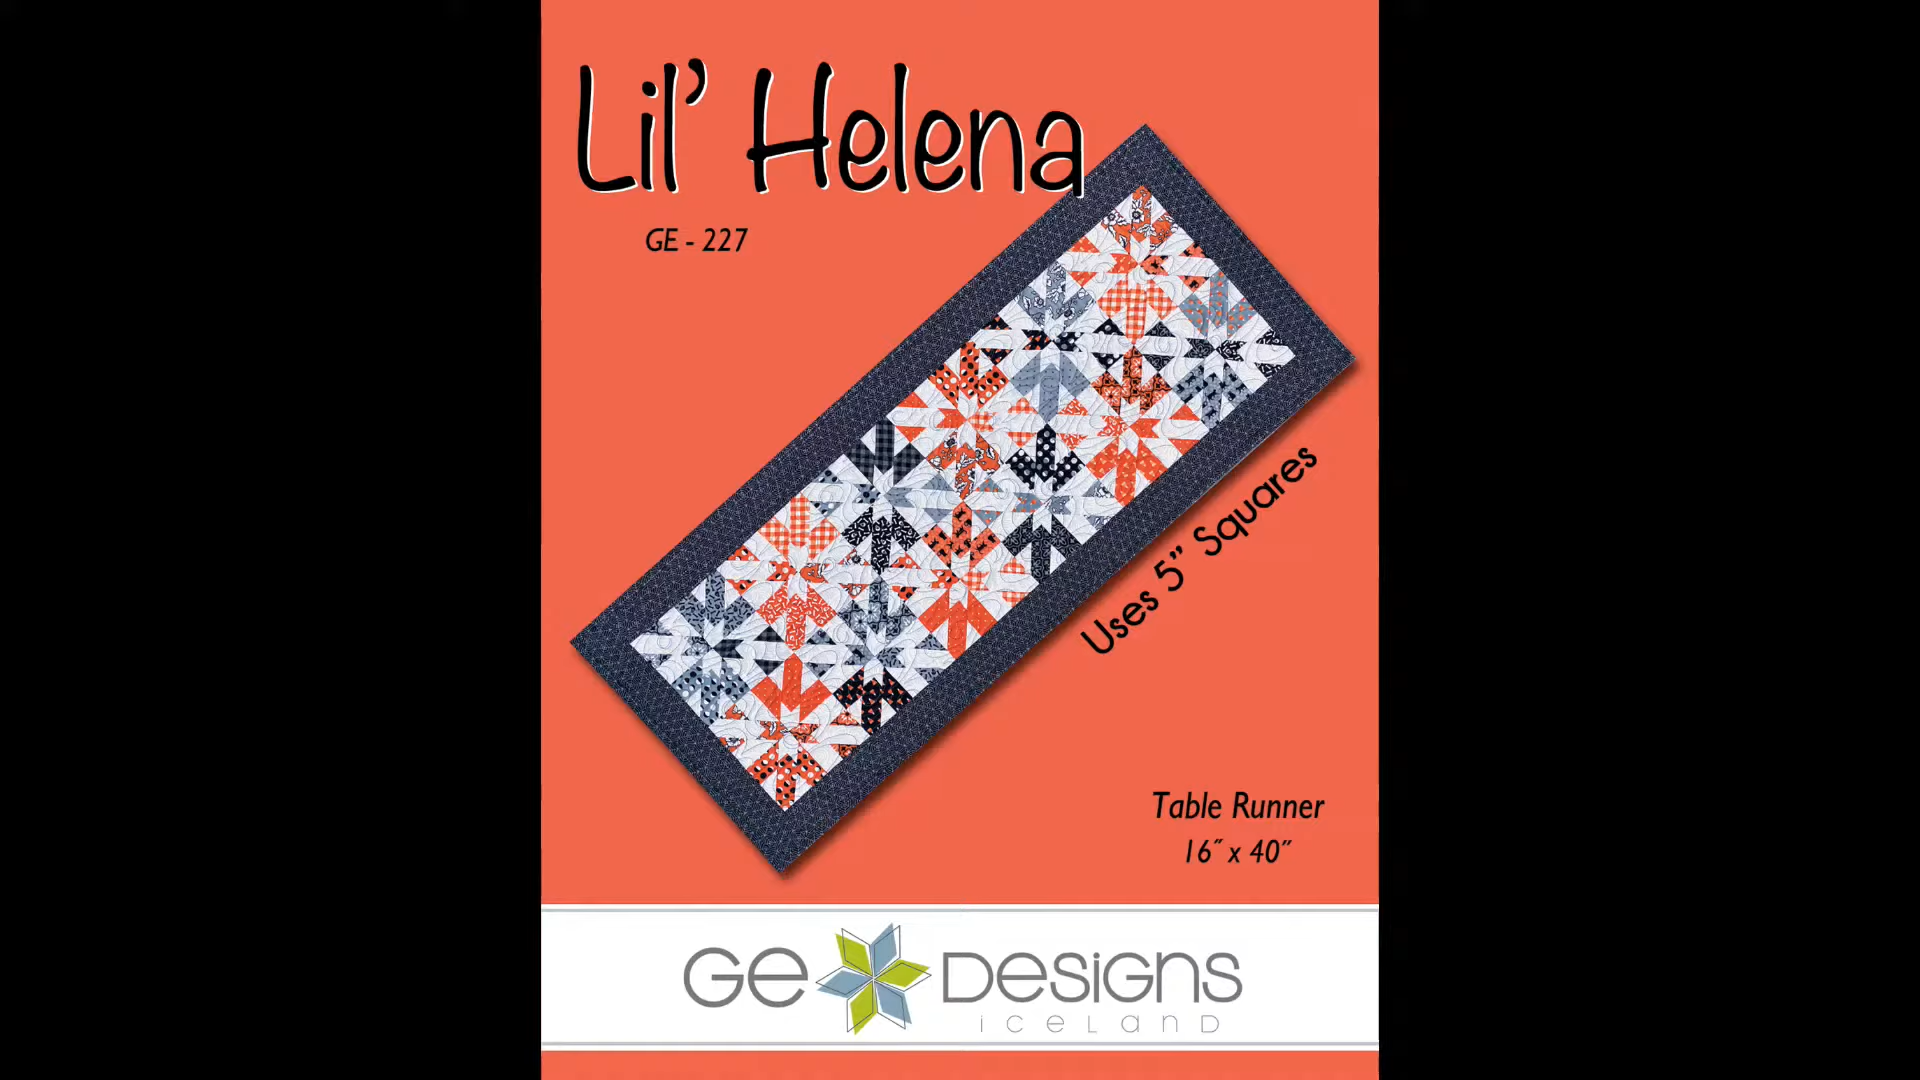 Lil’ Helena
GE - 227
Uses 5” Squares
Table Runner
16″ x 40″
GE Designs
Iceland